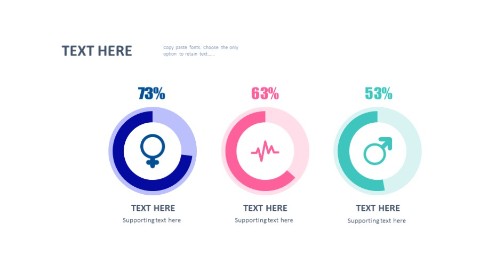 TEXT HERE
Copy paste fonts. Choose the only
option to retain text.....
73%
63%
53%
TEXT HERE
TEXT HERE
TEXT HERE
Supporting text here
Supporting text here
Supporting text here